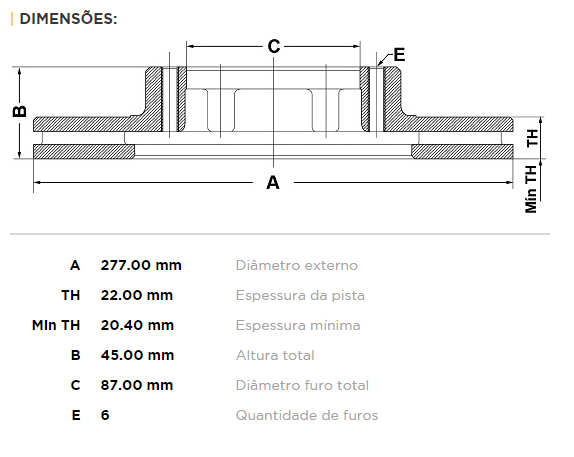 DIMENSÕES:
C
E
B
TH
A
Mín TH
A 277.00 mm Diâmetro externo
TH 22.00 mm Espessura da pista
MIn TH 20.40 mm Espessura mínima
B 45.00 mm Altura total
C 87.00 mm Diâmetro furo total
E 6 Quantidade de furos